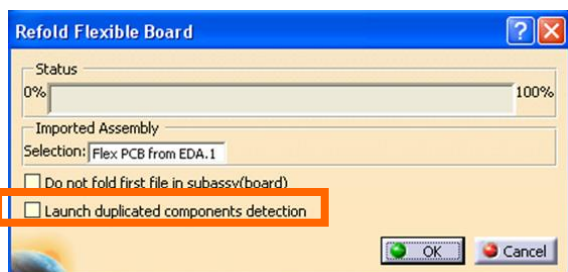 Refold Flexible Board
Status
0% 100%
Imported Assembly
Selection: Flex PCB from EDA.1
Do not fold first file in subassy(board)
Launch duplicated components detection
OK Cancel